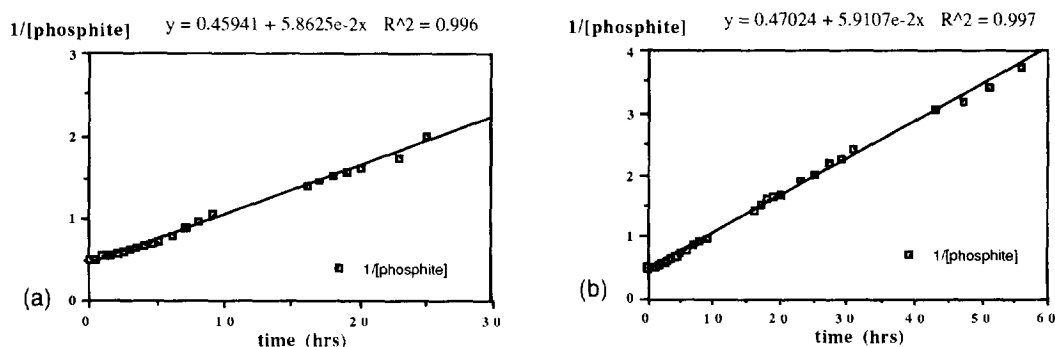 1/[phosphite] y = 0.45941 + 5.8625e-2x R^2 = 0.996
3
2
1
0
0 10 20 30
time (hrs)
1/[phosphite]
(a)
1/[phosphite] y = 0.47024 + 5.9107e-2x R^2 = 0.997
4
3
2
1
0
0 10 20 30 40 50 60
time (hrs)
1/[phosphite]
(b)